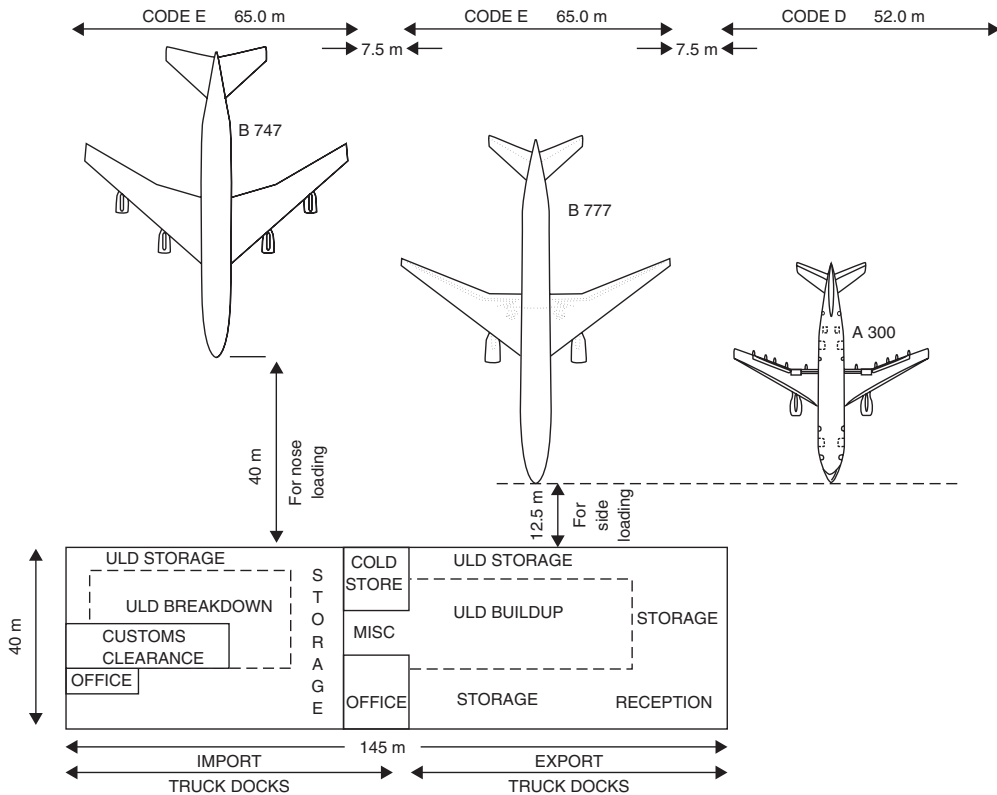 CODE E 65.0 m
CODE E 65.0 m
CODE D 52.0 m
7.5 m
7.5 m
B 747
B 777
A 300
40 m
For nose
loading
12.5 m
For
side
loading
40 m
ULD STORAGE
ULD BREAKDOWN
CUSTOMS
CLEARANCE
OFFICE
STORAGE
COLD
STORE
MISC
OFFICE
ULD STORAGE
ULD BUILDUP
STORAGE
STORAGE
RECEPTION
145 m
IMPORT
EXPORT
TRUCK DOCKS
TRUCK DOCKS